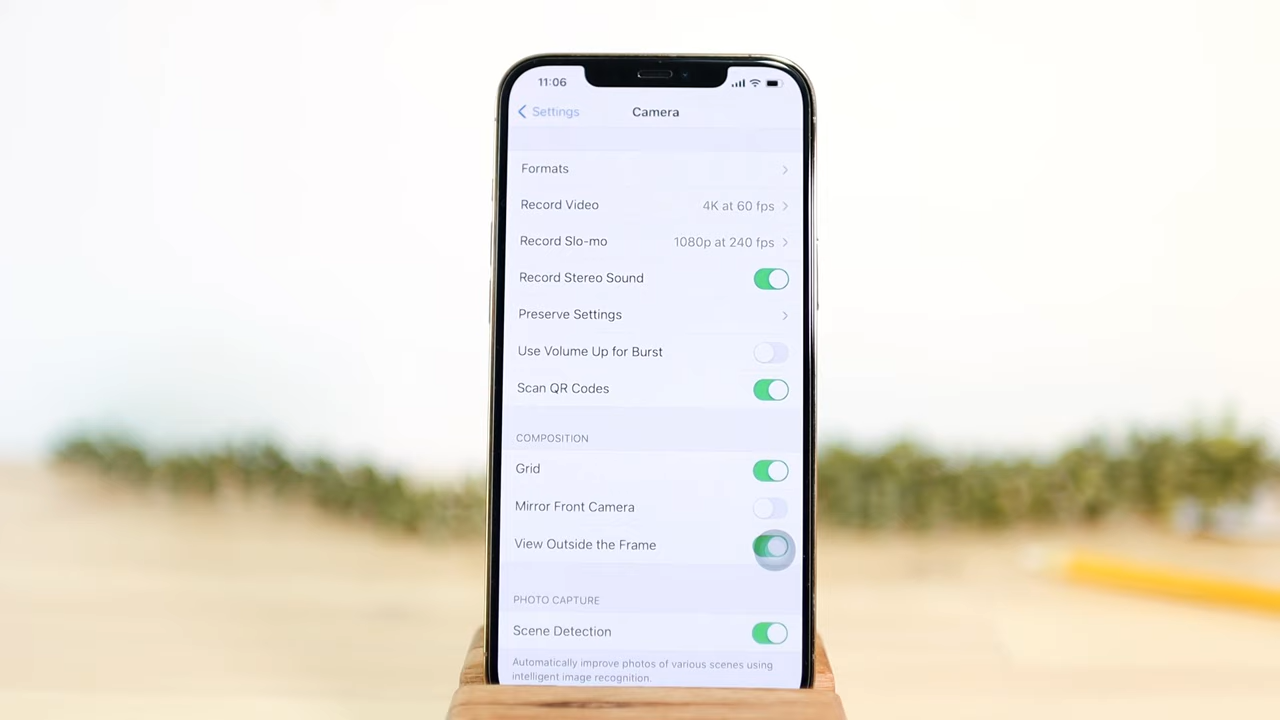 11:06
Settings
Camera
Formats
Record Video 4K at 60 fps
Record Slo-mo 1080p at 240 fps
Record Stereo Sound
Preserve Settings
Use Volume Up for Burst
Scan QR Codes
COMPOSITION
Grid
Mirror Front Camera
View Outside the Frame
PHOTO CAPTURE
Scene Detection
Automatically improve photos of various scenes using
intelligent image recognition.